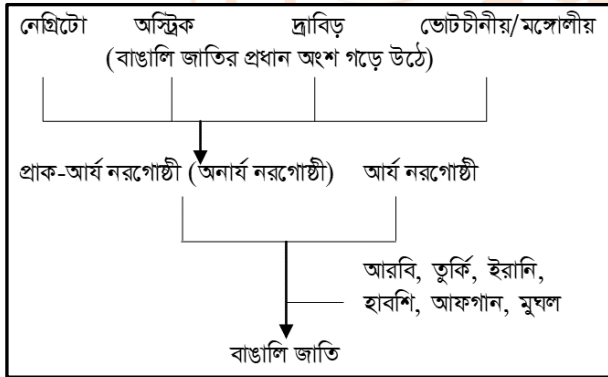 নেগ্রিটো অস্ট্রিক দ্রাবিড় ভোটচীনীয়/মঙ্গোলীয়
(বাঙালি জাতির প্রধান অংশ গড়ে উঠে)
প্রাক-আর্য নরগোষ্ঠী (অনার্য নরগোষ্ঠী) আর্য নরগোষ্ঠী
আরবি, তুর্কি, ইরানি,
হাবশি, আফগান, মুঘল
বাঙালি জাতি